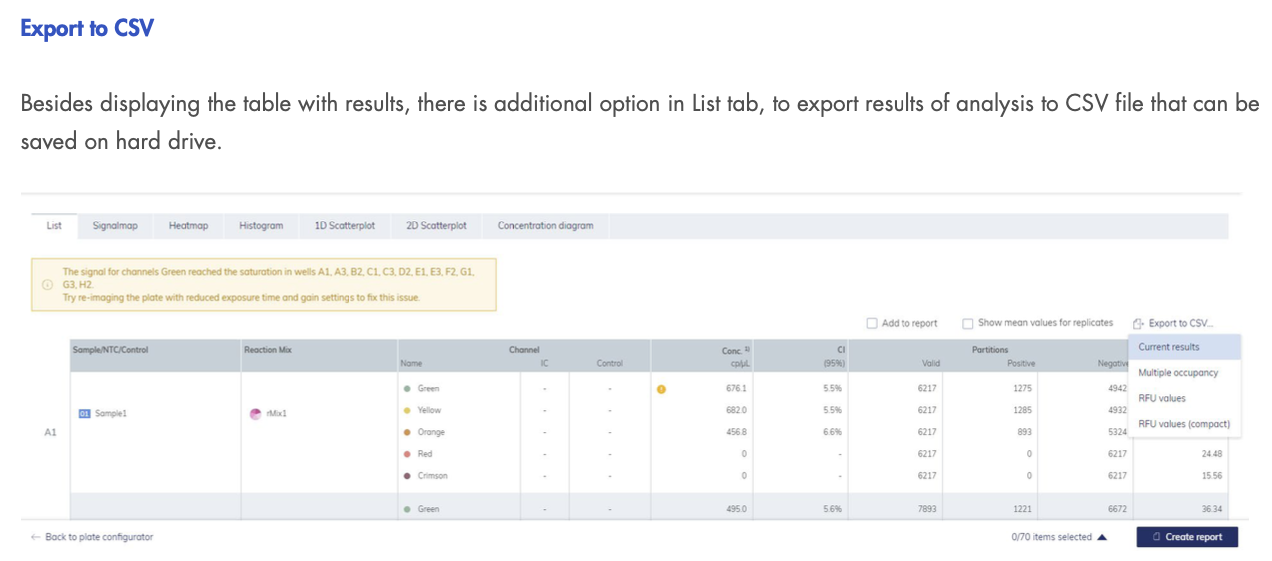 Export to CSV
Besides displaying the table with results, there is additional option in List tab, to export results of analysis to CSV file that can be
saved on hard drive.
List Signalmap Heatmap Histogram 1D Scatterplot 2D Scatterplot Concentration diagram
The signal for channels Green reached the saturation in wells A1, A3, B2, C1, C3, D2, E1, E3, F2, G1,
G3, H2.
Try re-imaging the plate with reduced exposure time and gain settings to fix this issue.
Add to report Show mean values for replicates Export to CSV...
Current results
Multiple occupancy
RFU values
RFU values (compact)
Sample/NTC/Control Reaction Mix Channel Conc. CI Partitions
Name IC Control cp/µL (95%) Valid Positive Negative
Green - - 676.1 5.5% 6217 1275 4942
01 Sample1 rMix1
Yellow - - 682.0 5.5% 6217 1285 4932
A1
Orange - - 456.8 6.6% 6217 893 5324
Red - - 0 - 6217 0 6217 24.48
Crimson - - 0 - 6217 0 6217 15.56
Green - - 495.0 5.6% 7893 1221 6672 36.34
← Back to plate configurator 0/70 items selected Create report